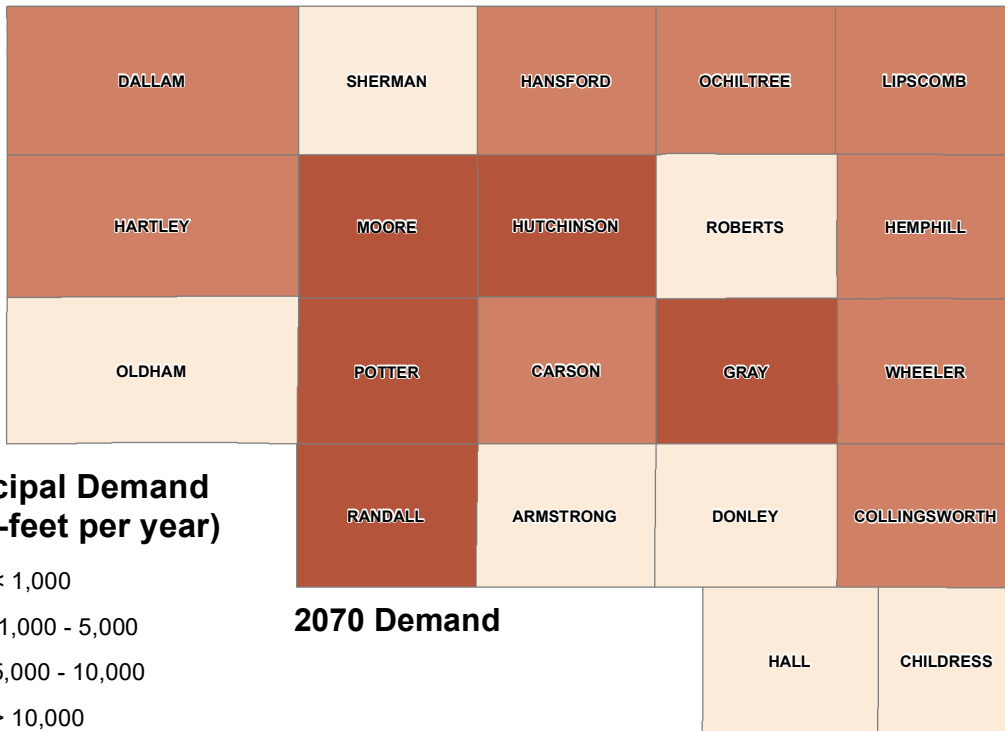 DALLAM SHERMAN HANSFORD OCHILTREE LIPSCOMB
HARTLEY MOORE HUTCHINSON ROBERTS HEMPHILL
OLDHAM POTTER CARSON GRAY WHEELER
RANDALL ARMSTRONG DONLEY COLLINGSWORTH
HALL CHILDRESS
cipal Demand
-feet per year)
< 1,000
1,000 - 5,000
5,000 - 10,000
> 10,000
2070 Demand